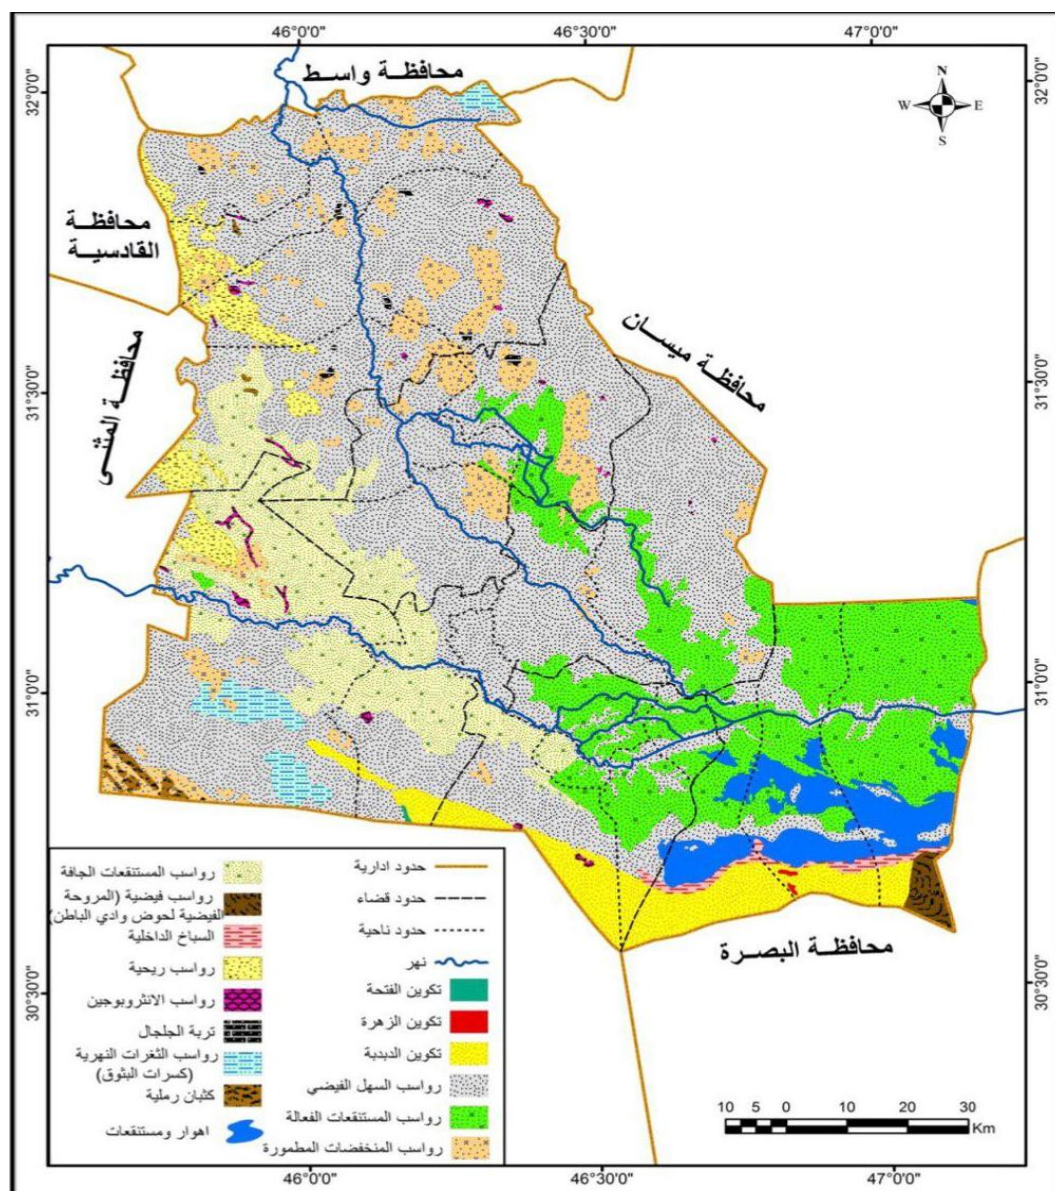 46°0'0"
46°30'0"
47°0'0"
32°0'0"
32°0'0"
محافظة واسط
N
W
E
S
محافظة
القادسية
محافظة ميسان
محافظة المثنى
31°30'0"
31°30'0"
31°0'0"
31°0'0"
حدود ادارية
حدود قضاء
حدود ناحية
نهر
تكوين الفتحة
تكوين الزهرة
تكوين الدبدبة
رواسب السهل الفيضي
رواسب المستنقعات الفعالة
رواسب المنخفضات المطمورة
رواسب المستنقعات الجافة
رواسب فيضية (المروحة
الفيضية لحوض وادي الباطن)
السباخ الداخلية
رواسب ريحية
رواسب الانثروبوجين
تربة الجلجال
رواسب الثغرات النهرية
(كسرات البثوق)
كثبان رملية
اهوار ومستنقعات
محافظة البصرة
30°30'0"
30°30'0"
10 5 0 10 20 30
Km
46°0'0"
46°30'0"
47°0'0"